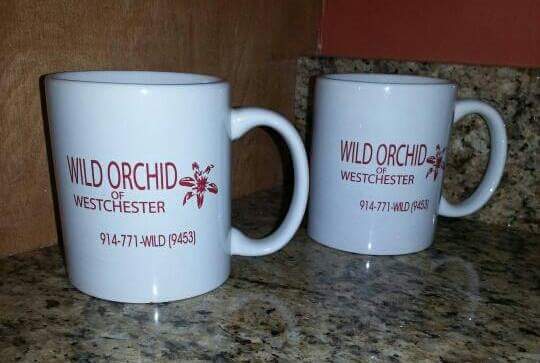 WILD ORCHID
OF
WESTCHESTER
914-771-WILD (9453)
WILD ORCHID
OF
WESTCHESTER
914-771-WILD (9453)